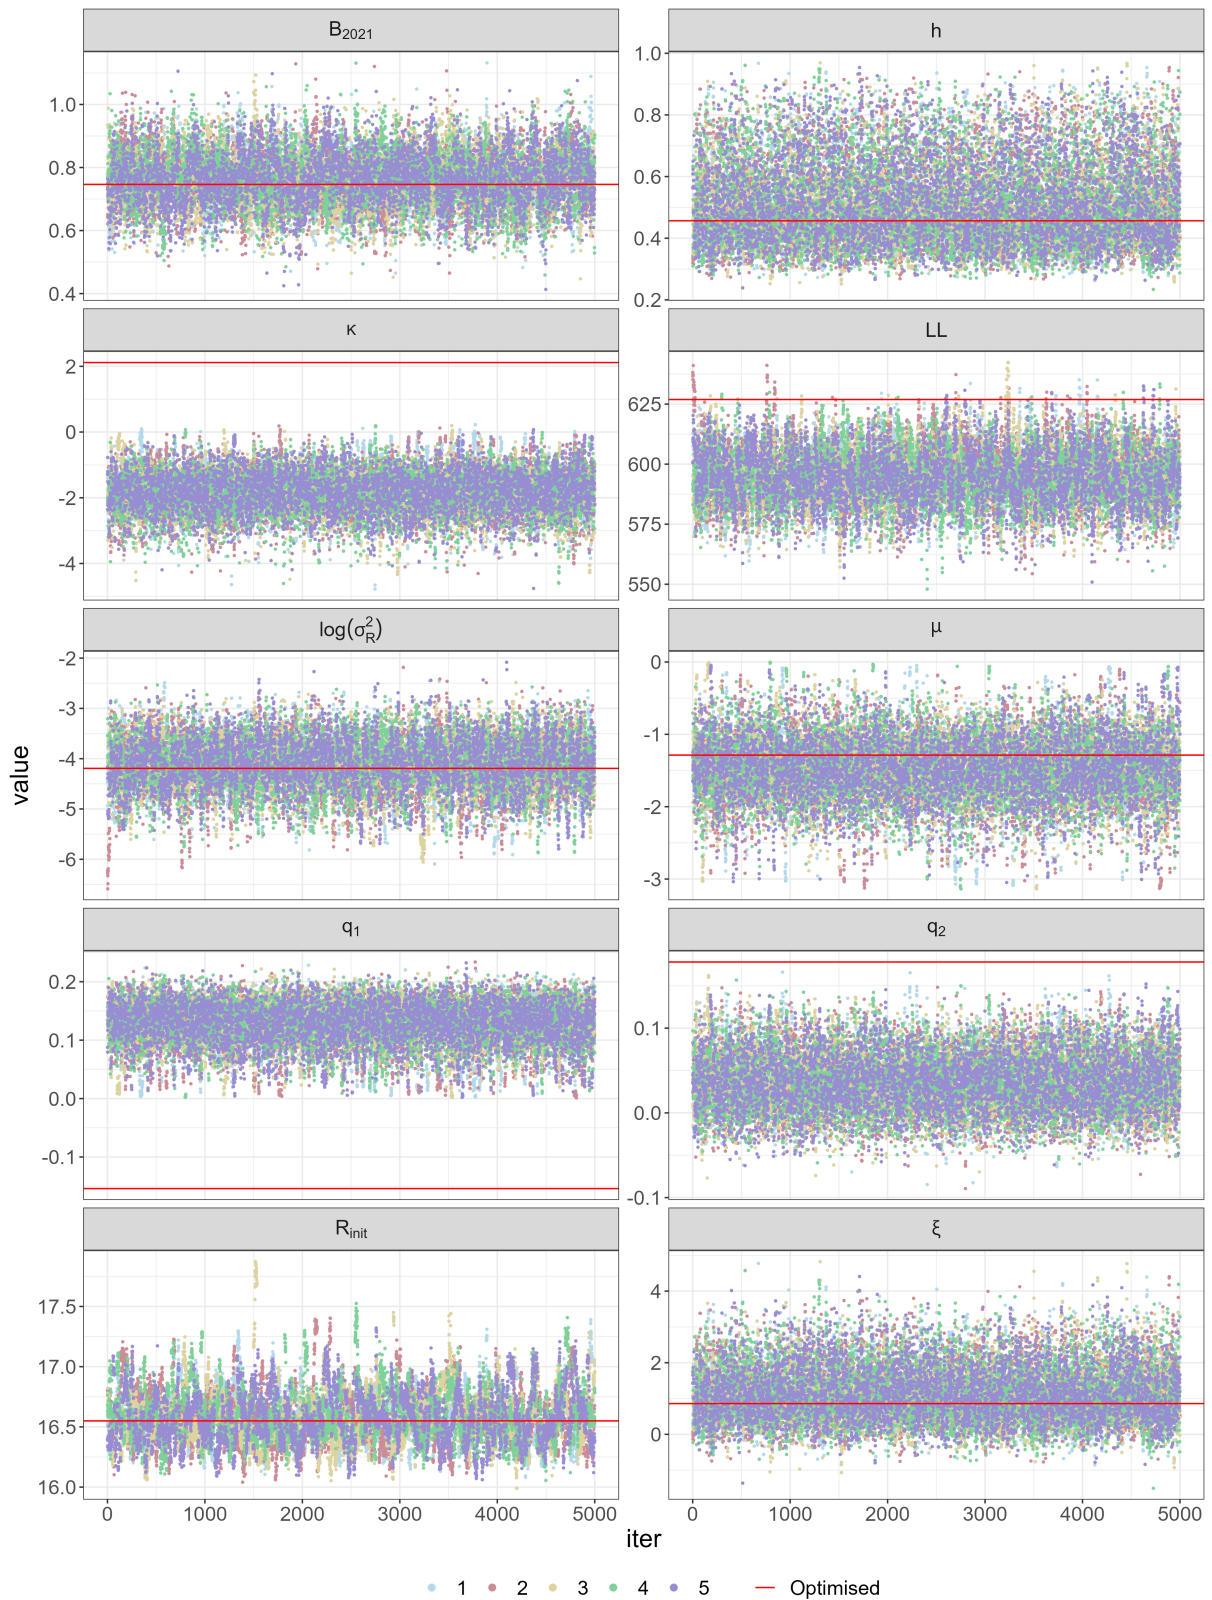 B₂₀₂₁
h
1.0
0.8
0.6
0.4
1.0
0.8
0.6
0.4
0.2
κ
LL
2
0
-2
-4
625
600
575
550
log(σ²_R)
μ
-2
-3
-4
-5
-6
0
-1
-2
-3
value
q₁
q₂
0.2
0.1
0.0
-0.1
0.1
0.0
-0.1
R_init
ξ
17.5
17.0
16.5
16.0
4
2
0
0 1000 2000 3000 4000 5000
0 1000 2000 3000 4000 5000
iter
1 2 3 4 5 Optimised